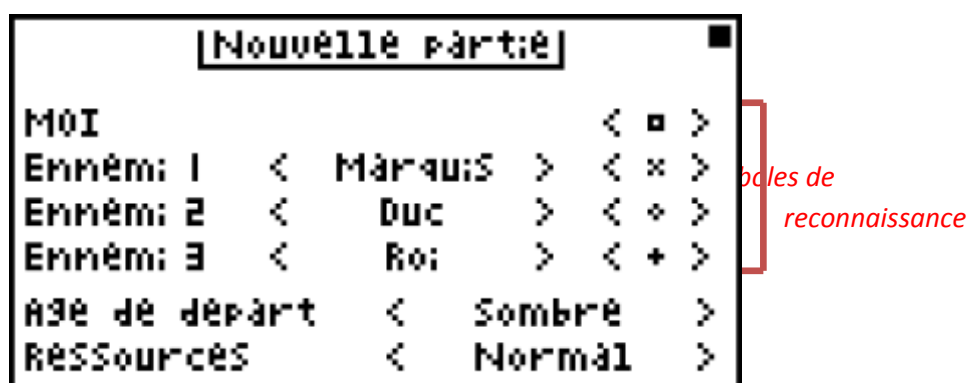 Nouvelle partie
MOI < ▫ >
Ennemi 1 < Marquis > < × >
Ennemi 2 < Duc > < ⋄ >
Ennemi 3 < Roi > < + >
Age de départ < Sombre >
Ressources < Normal >
boles de
reconnaissance